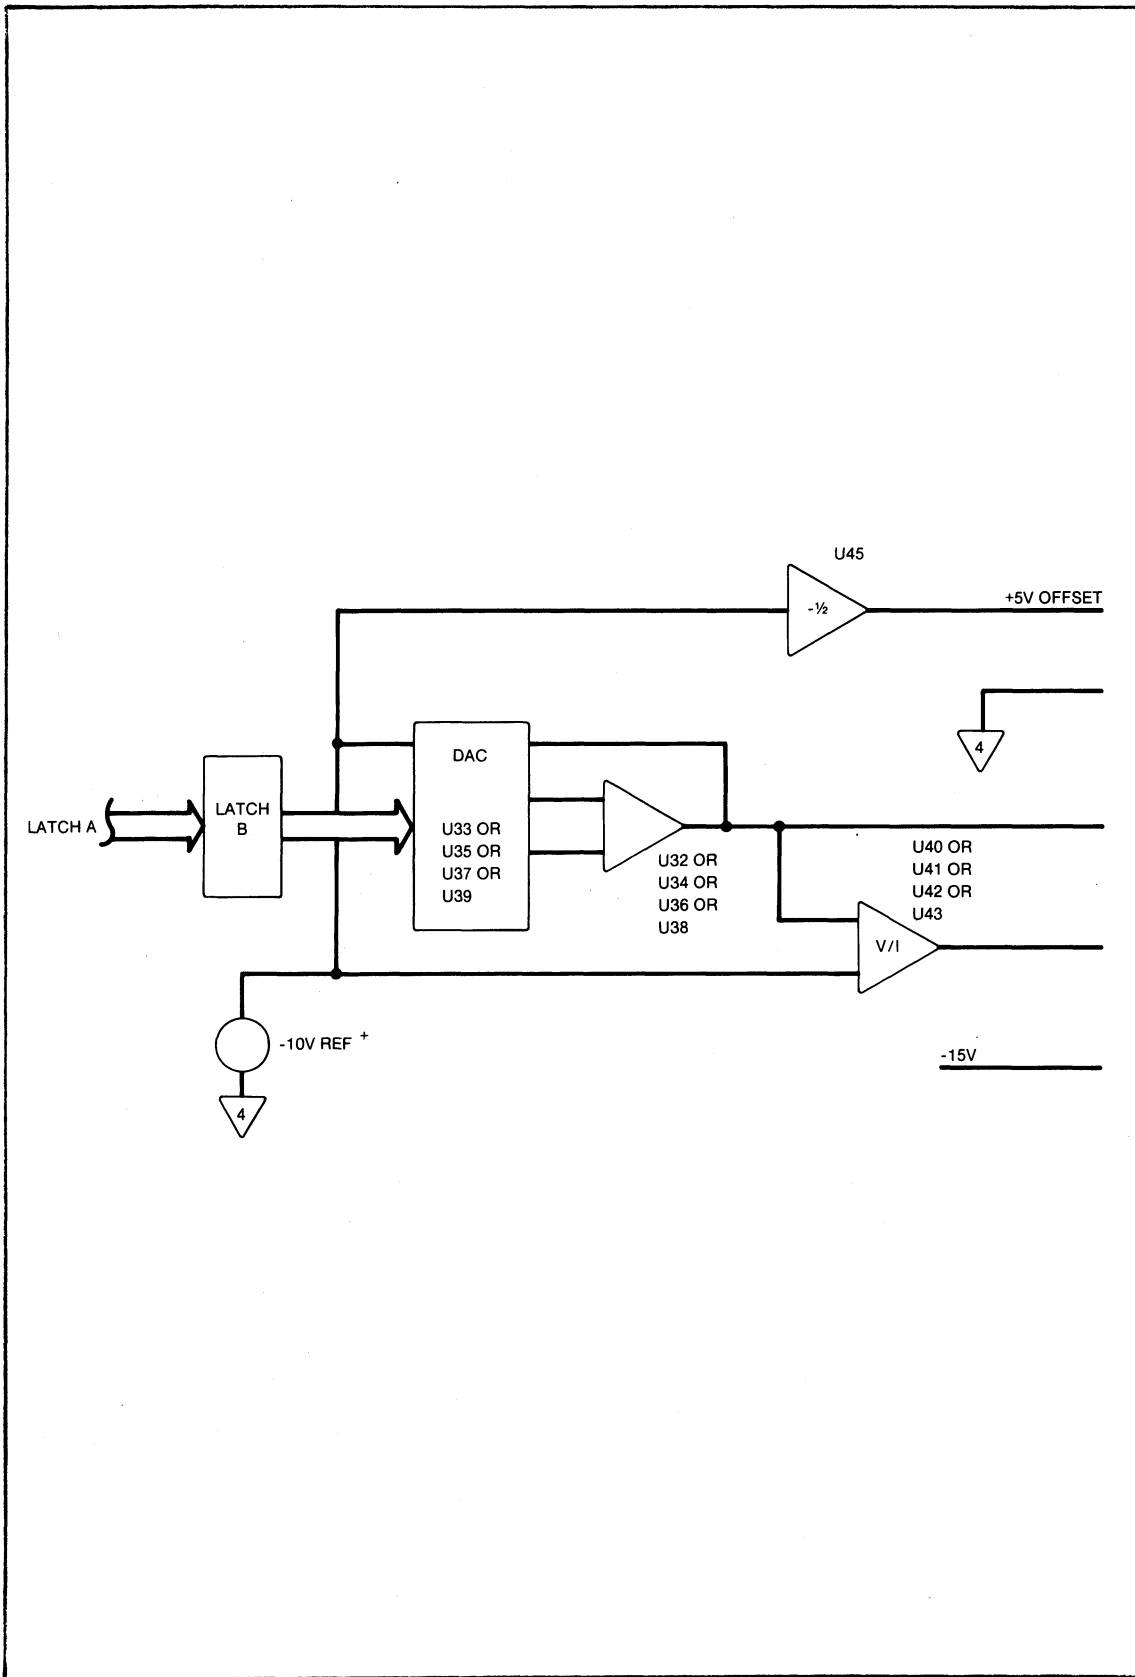 U45
-½
+5V OFFSET
4
DAC
LATCH A
LATCH
B
U33 OR
U35 OR
U37 OR
U39
U32 OR
U34 OR
U36 OR
U38
U40 OR
U41 OR
U42 OR
U43
V/I
-10V REF +
-15V
4